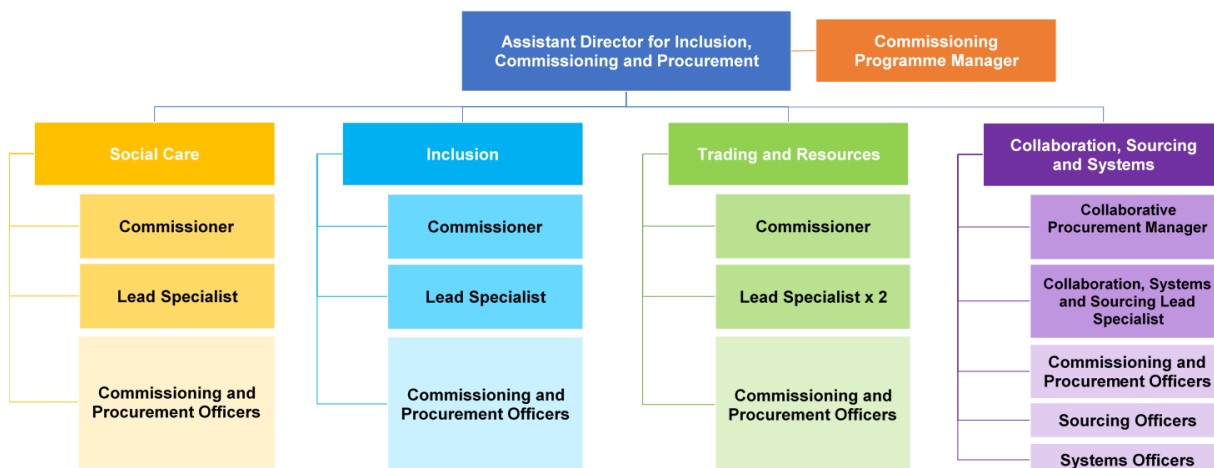 Assistant Director for Inclusion,
Commissioning and Procurement
Commissioning
Programme Manager
Social Care
Commissioner
Lead Specialist
Commissioning and
Procurement Officers
Inclusion
Commissioner
Lead Specialist
Commissioning and
Procurement Officers
Trading and Resources
Commissioner
Lead Specialist x 2
Commissioning and
Procurement Officers
Collaboration, Sourcing
and Systems
Collaborative
Procurement Manager
Collaboration, Systems
and Sourcing Lead
Specialist
Commissioning and
Procurement Officers
Sourcing Officers
Systems Officers